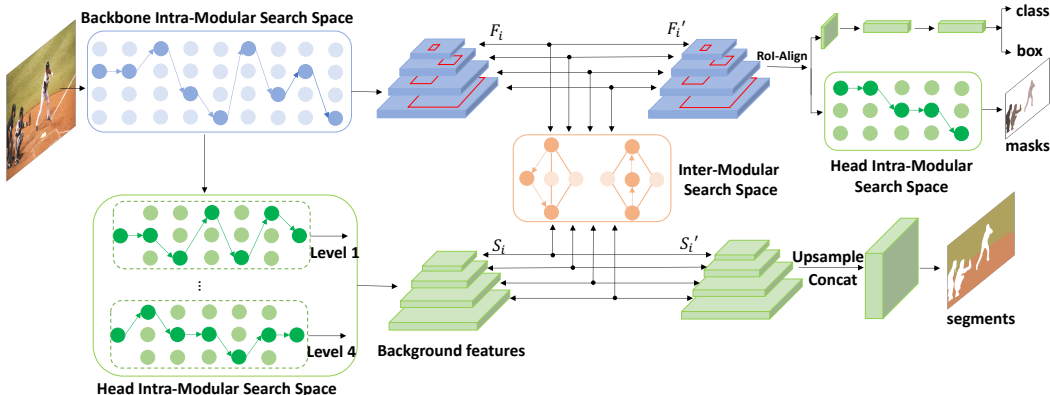 Backbone Intra-Modular Search Space
F_i
F_i'
RoI-Align
class
box
masks
Head Intra-Modular
Search Space
Inter-Modular
Search Space
Level 1
...
Level 4
Head Intra-Modular Search Space
S_i
S_i'
Background features
Upsample
Concat
segments